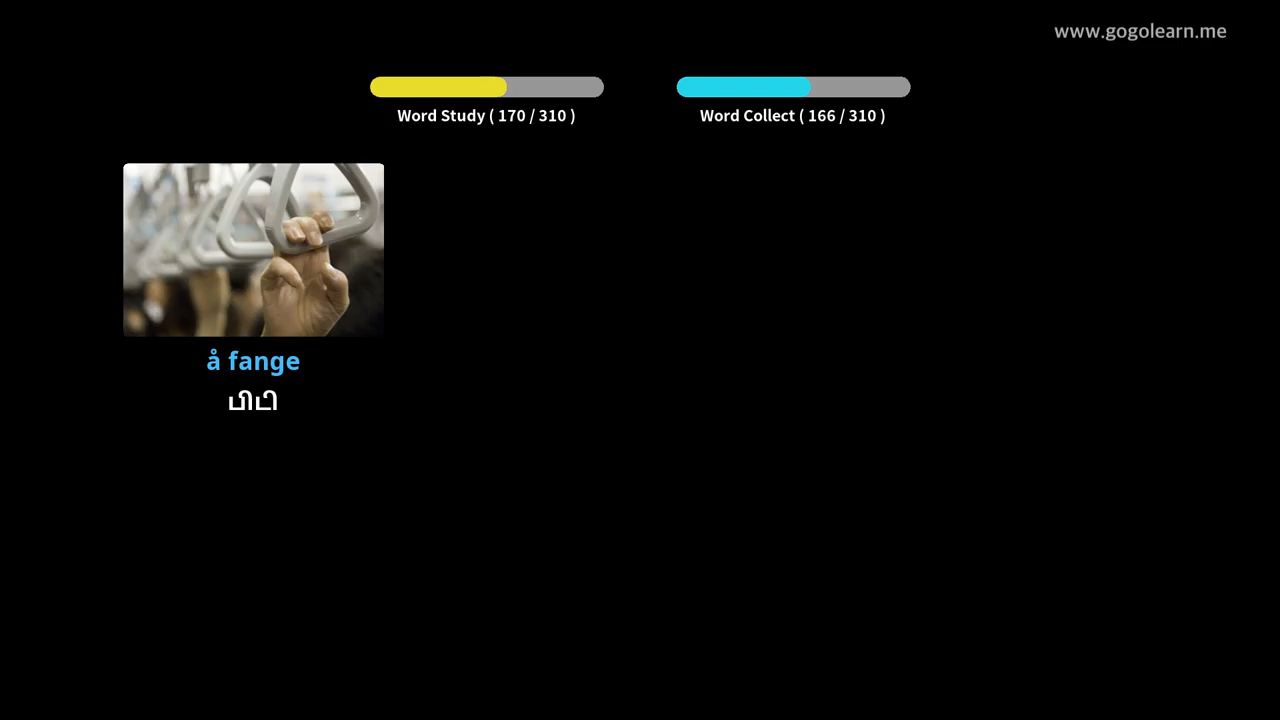 www.gogolearn.me
Word Study ( 170 / 310 )
Word Collect ( 166 / 310 )
å fange
பிடி